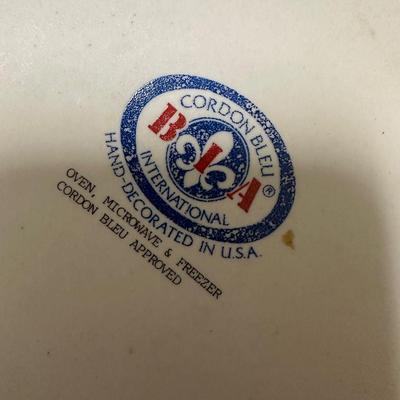 CORDON BLEU ®
BIA
INTERNATIONAL
HAND-DECORATED IN U.S.A.
OVEN, MICROWAVE & FREEZER
CORDON BLEU APPROVED